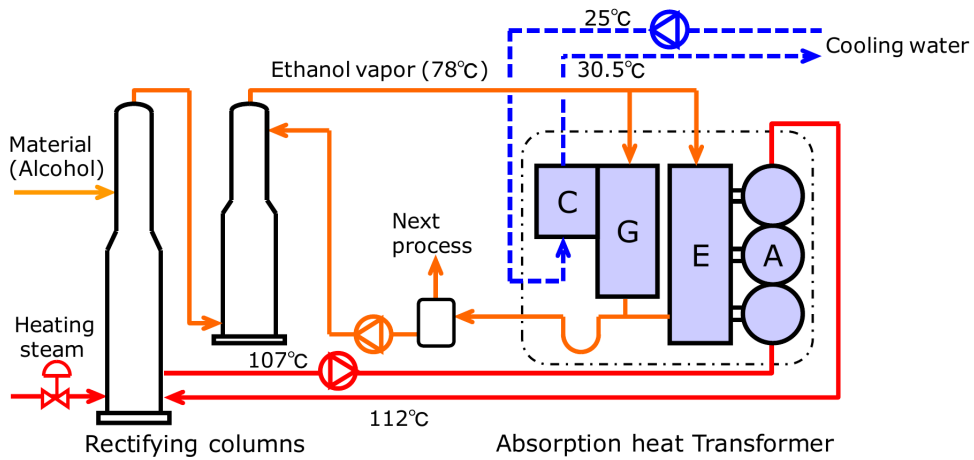 25℃
Cooling water
Ethanol vapor (78℃)
30.5℃
Material
(Alcohol)
C
G
E
A
Next
process
Heating
steam
107℃
112℃
Rectifying columns
Absorption heat Transformer